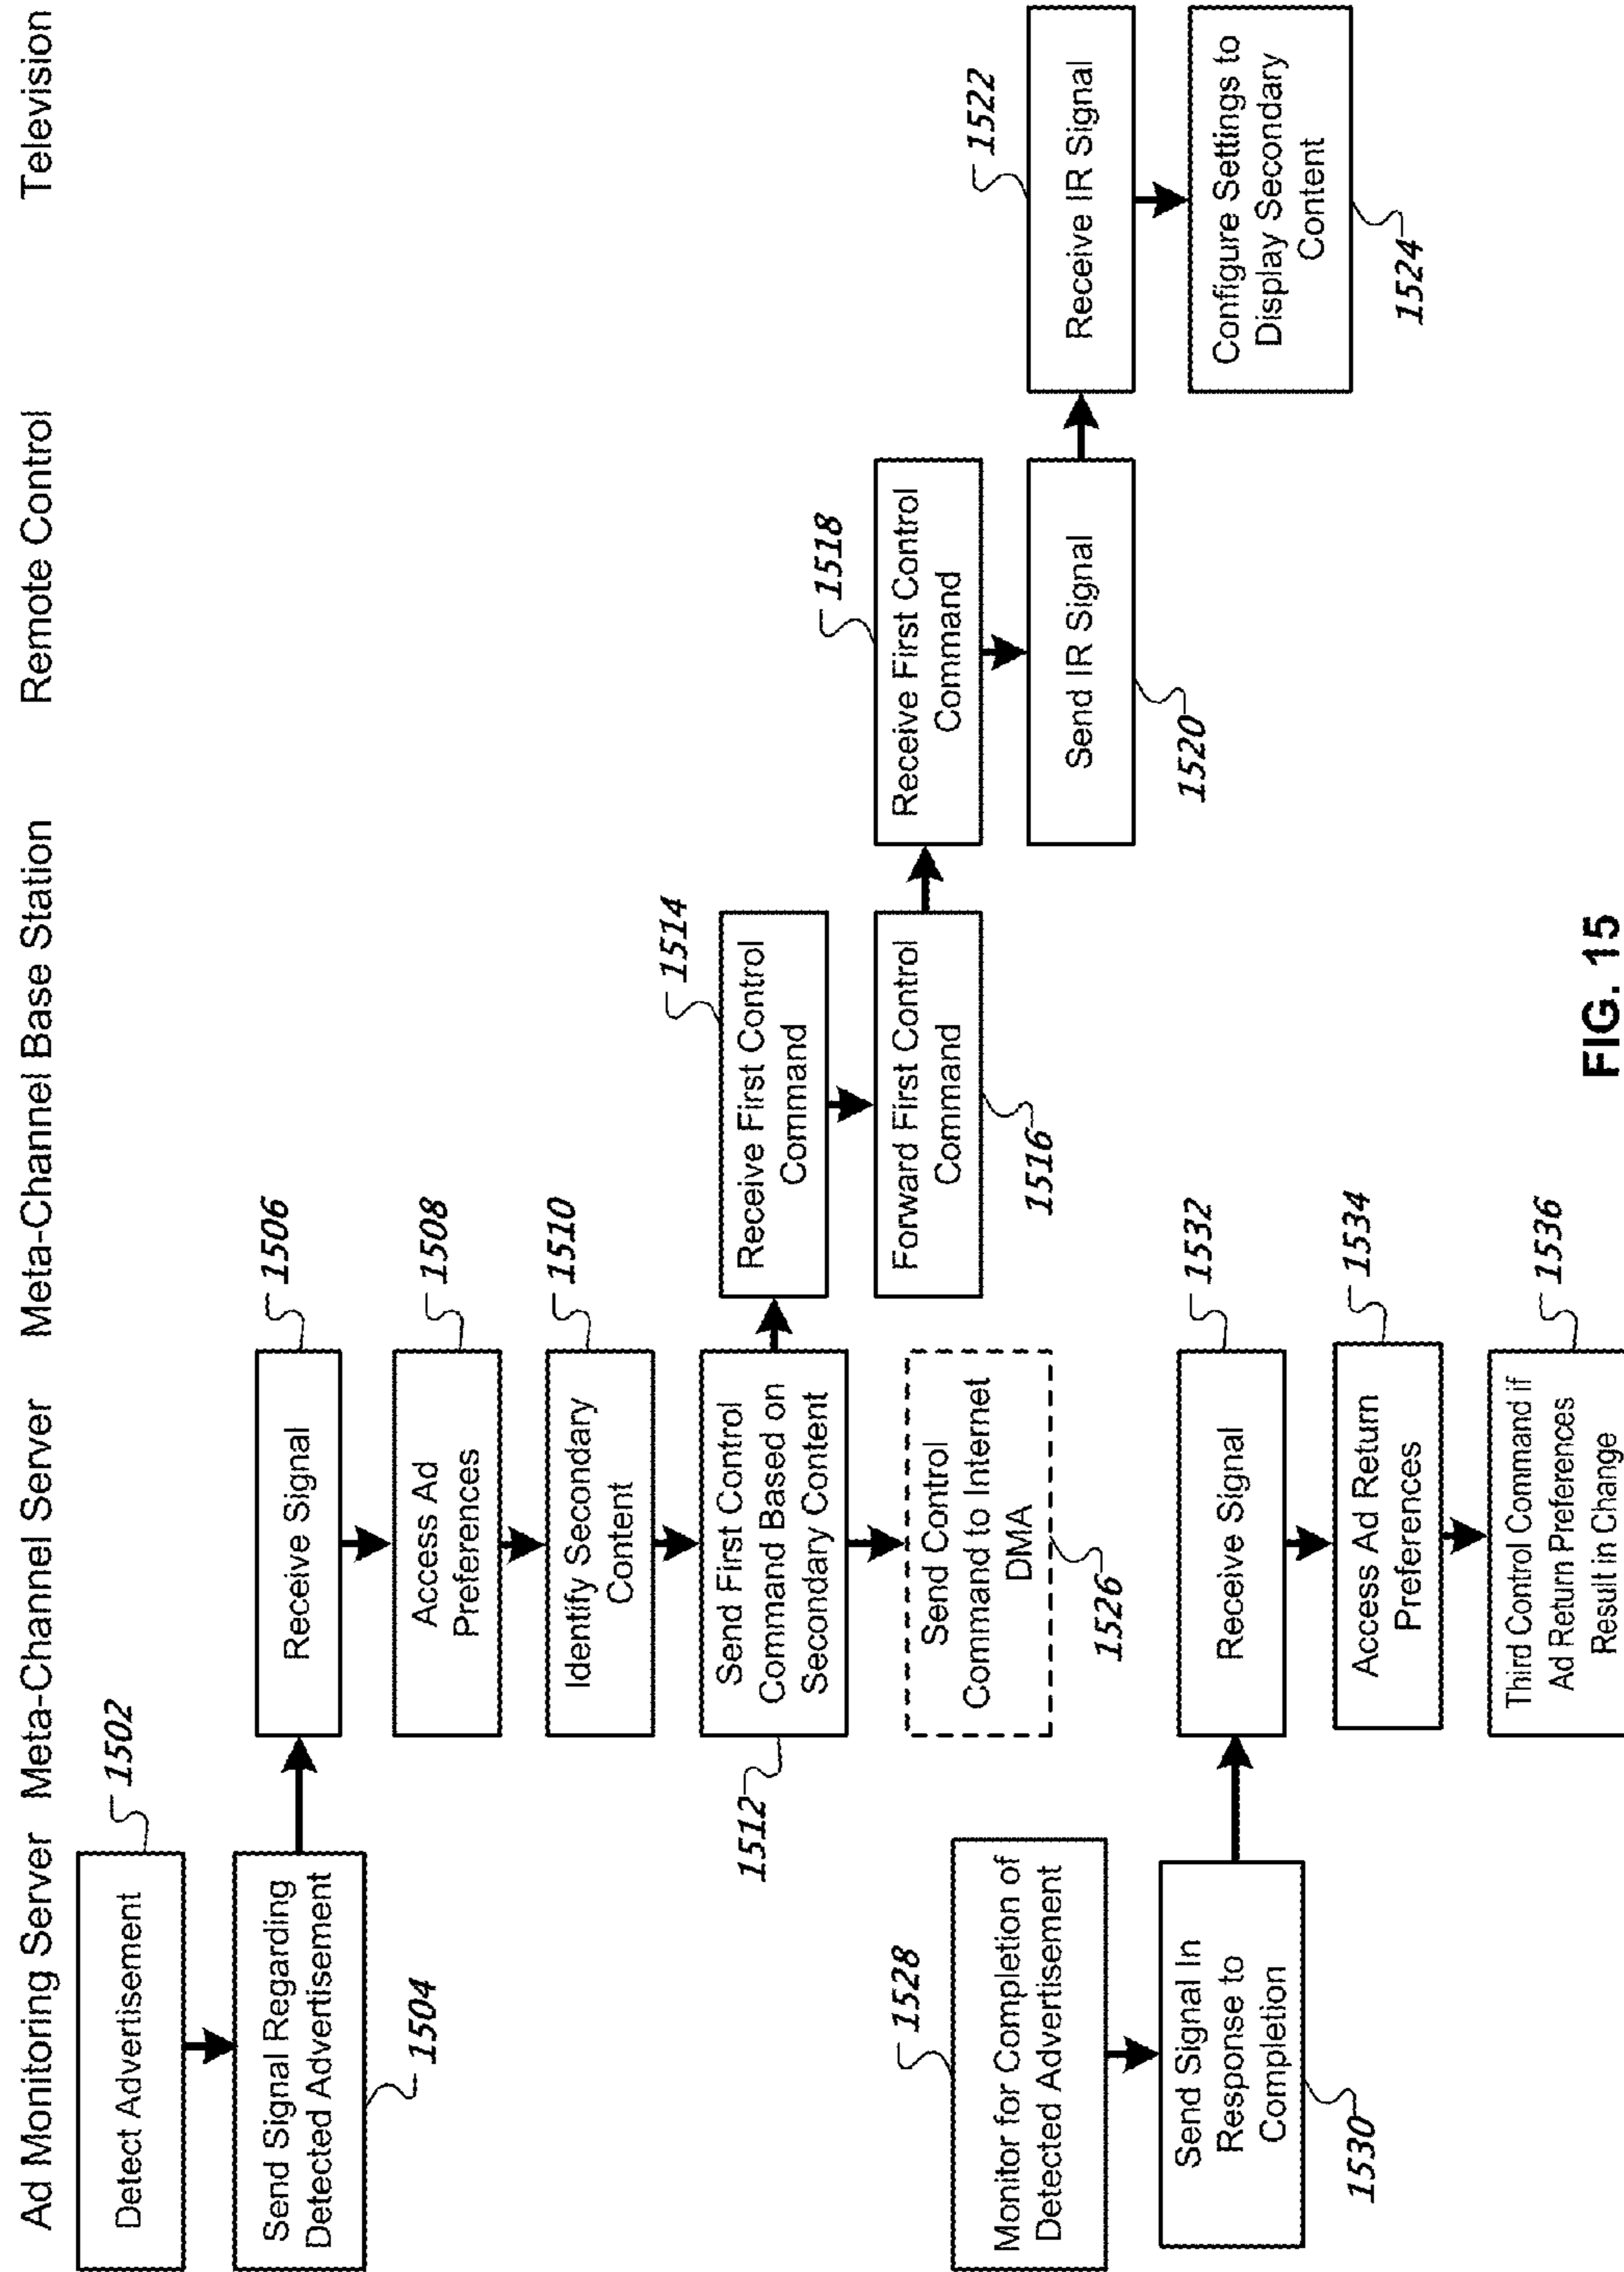 Ad Monitoring Server
Meta-Channel Server
Meta-Channel Base Station
Remote Control
Television
Detect Advertisement
1502
Send Signal Regarding
Detected Advertisement
1504
Receive Signal
1506
Access Ad
Preferences
1508
Identify Secondary
Content
1510
Send First Control
Command Based on
Secondary Content
1512
Receive First Control
Command
1514
Forward First Control
Command
1516
Receive First Control
Command
1518
Send IR Signal
1520
Receive IR Signal
1522
Configure Settings to
Display Secondary
Content
1524
Send Control
Command to Internet
DMA
1526
Monitor for Completion of
Detected Advertisement
1528
Send Signal In
Response to
Completion
1530
Receive Signal
1532
Access Ad Return
Preferences
1534
Third Control Command if
Ad Return Preferences
Result in Change
1536
FIG. 15